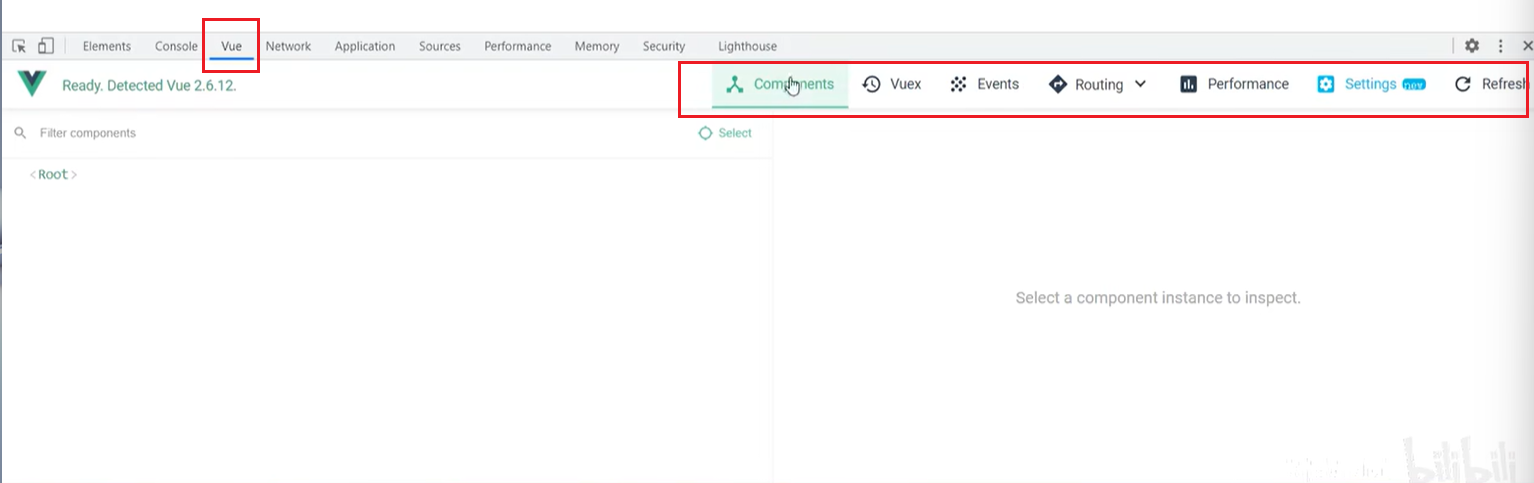 Elements Console Vue Network Application Sources Performance Memory Security Lighthouse
Ready. Detected Vue 2.6.12. Components Vuex Events Routing Performance Settings new Refresh
Filter components Select
<Root>
Select a component instance to inspect.
bilibili